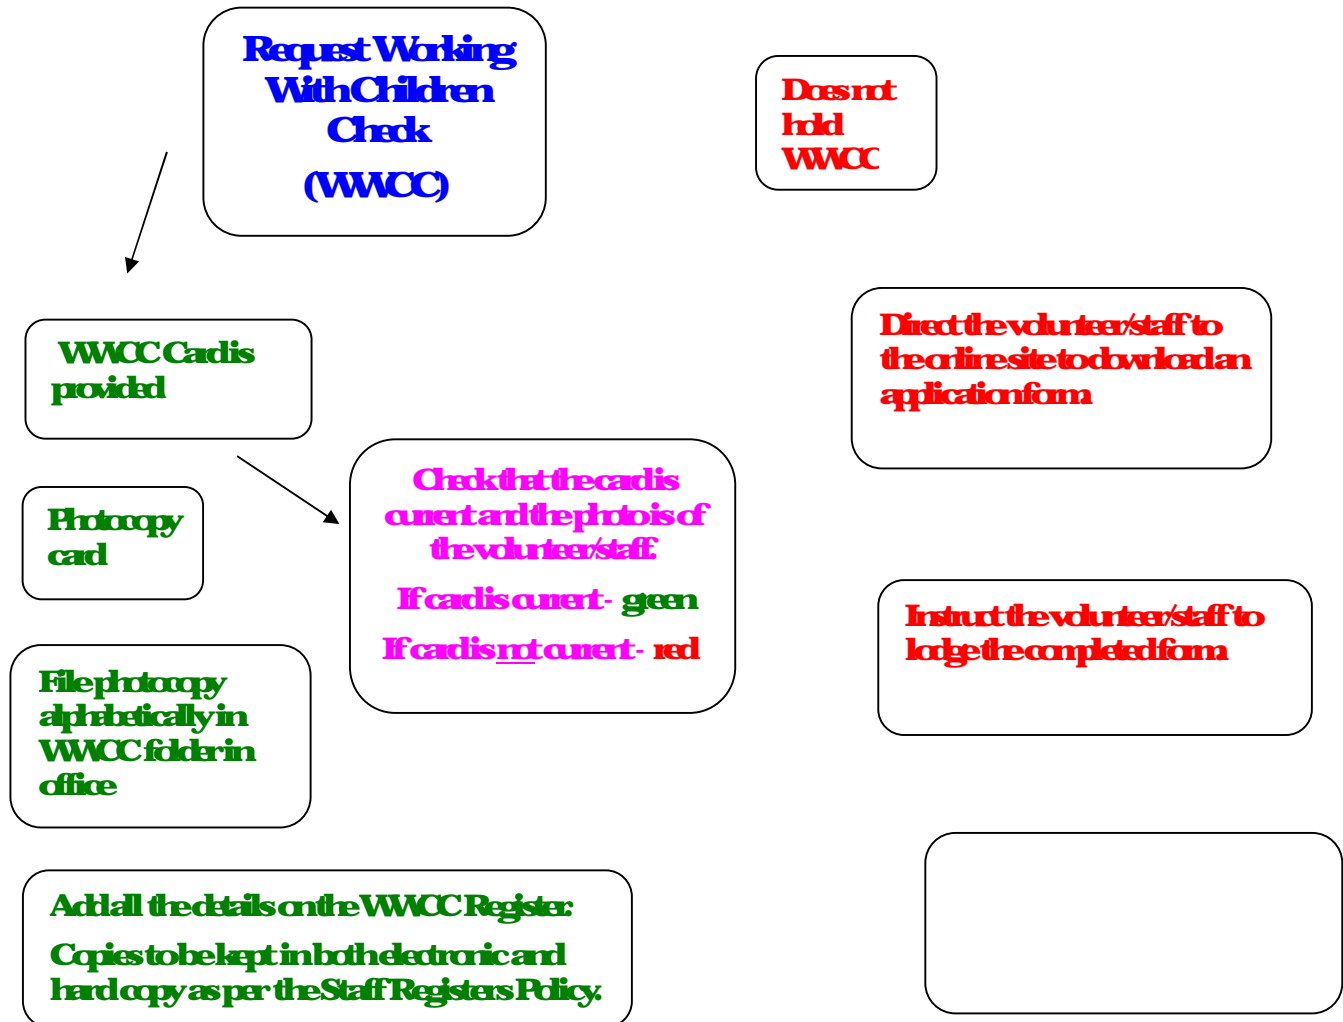 Request Working
With Children
Check
(WWCC)
Does not
hold
WWCC
WWCC Card is
provided
Direct the volunteer/staff to
the online site to download an
application form.
Photocopy
card
Check that the card is
current and the photo is of
the volunteer/staff.
If card is current - green
If card is not current - red
Instruct the volunteer/staff to
lodge the completed form.
File photocopy
alphabetically in
WWCC folder in
office
Add all the details on the WWCC Register.
Copies to be kept in both electronic and
hard copy as per the Staff Registers Policy.